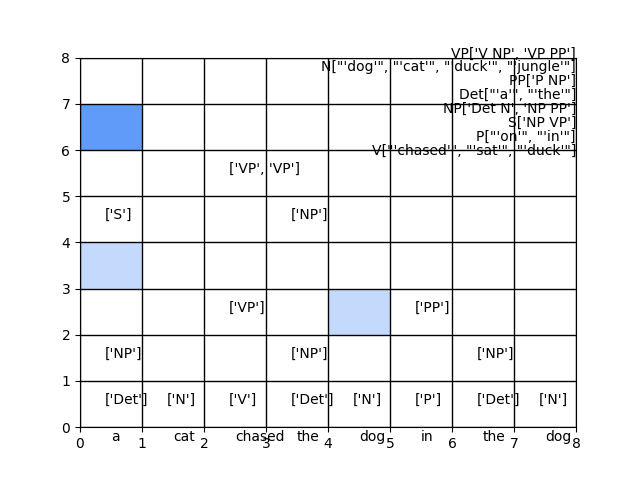 VP['V NP', 'VP PP']
8
N["'dog'", "'cat'", "'duck'", "'jungle'"]
PP['P NP']
Det["'a'", "'the'"]
7
NP['Det N', 'NP PP']
S['NP VP']
P["'on'", "'in'"]
6
V["'chased'", "'sat'", "'duck'"]
['VP', 'VP']
5
['S'] ['NP']
4
3
['VP'] ['PP']
2
['NP'] ['NP'] ['NP']
1
['Det'] ['N'] ['V'] ['Det'] ['N'] ['P'] ['Det'] ['N']
0
a cat chased the dog in the dog
0 1 2 3 4 5 6 7 8